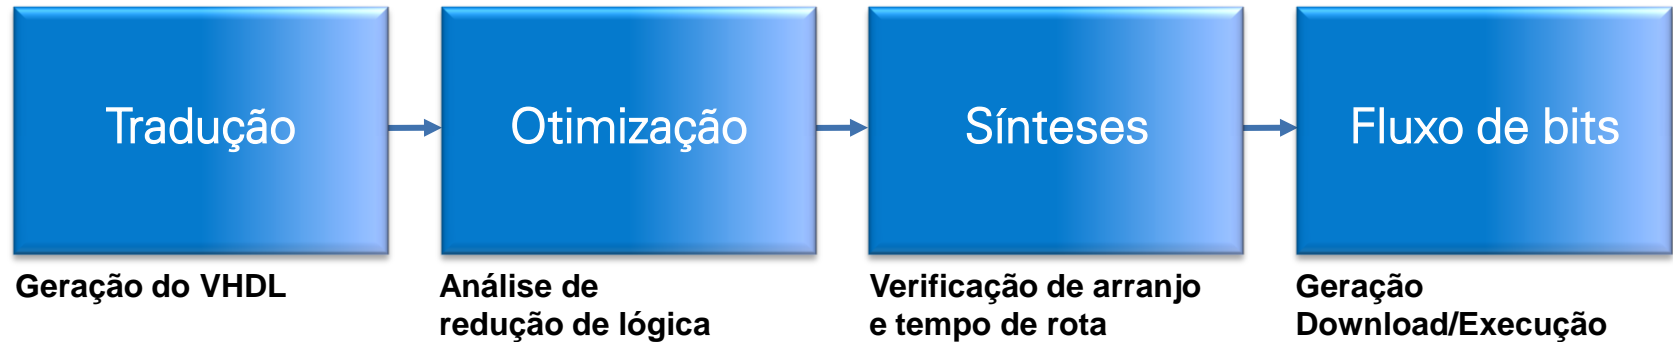 Tradução
Otimização
Sínteses
Fluxo de bits
Geração do VHDL
Análise de
redução de lógica
Verificação de arranjo
e tempo de rota
Geração
Download/Execução